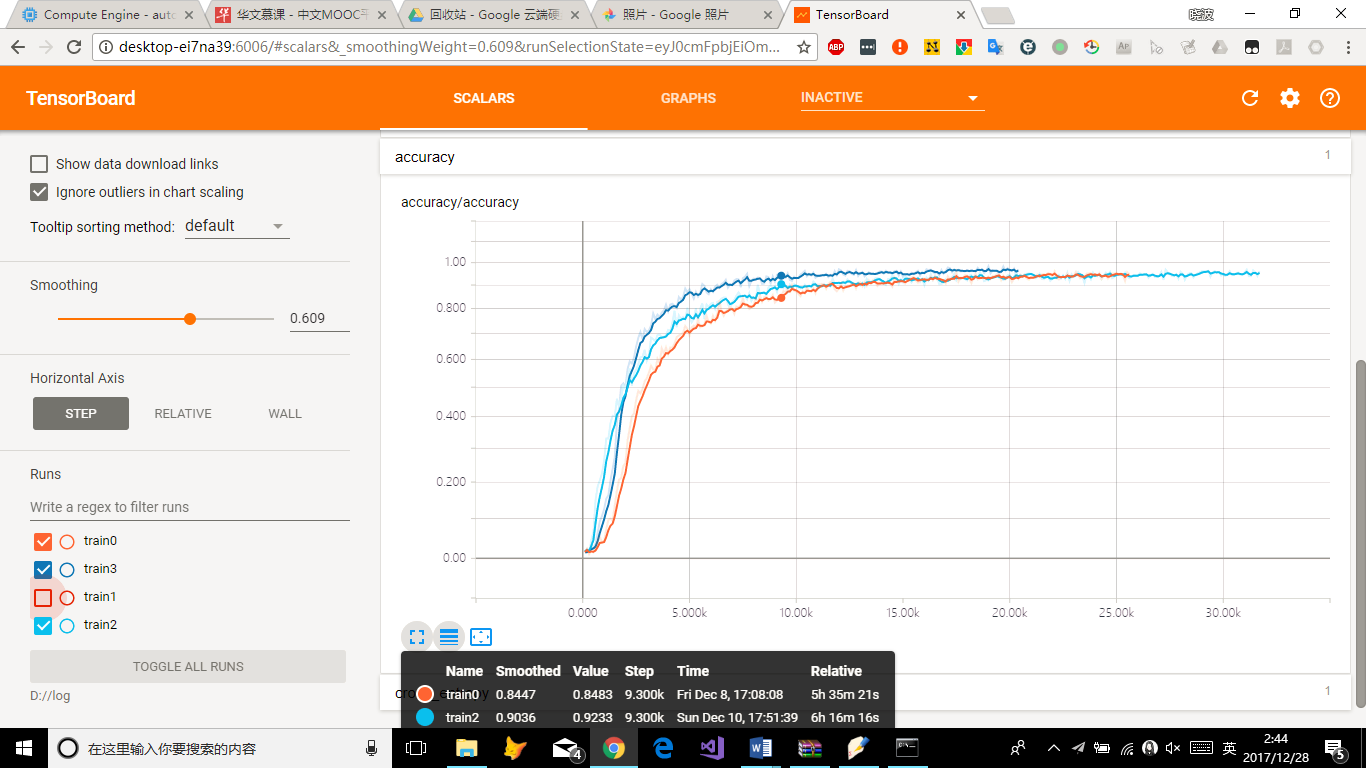 Compute Engine - auto
华文慕课 - 中文MOOC平
回收站 - Google 云端硬
照片 - Google 照片
TensorBoard
晓波
desktop-ei7na39:6006/#scalars&_smoothingWeight=0.609&runSelectionState=eyJ0cmFpbjEiOm...
ABP
TensorBoard
SCALARS
GRAPHS
INACTIVE
Show data download links
Ignore outliers in chart scaling
Tooltip sorting method: default
Smoothing
0.609
Horizontal Axis
STEP RELATIVE WALL
Runs
Write a regex to filter runs
train0
train3
train1
train2
TOGGLE ALL RUNS
D://log
accuracy 1
accuracy/accuracy
1.00
0.800
0.600
0.400
0.200
0.00
0.000 5.000k 10.00k 15.00k 20.00k 25.00k 30.00k
1
Name Smoothed Value Step Time Relative
train0 0.8447 0.8483 9.300k Fri Dec 8, 17:08:08 5h 35m 21s
train2 0.9036 0.9233 9.300k Sun Dec 10, 17:51:39 6h 16m 16s
在这里输入你要搜索的内容
4
英
2:44
2017/12/28
5